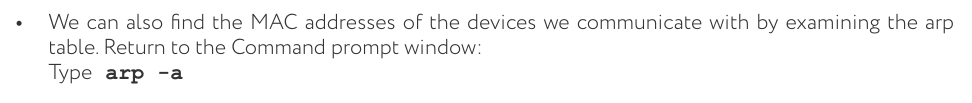 • We can also find the MAC addresses of the devices we communicate with by examining the arp
table. Return to the Command prompt window:
Type arp -a